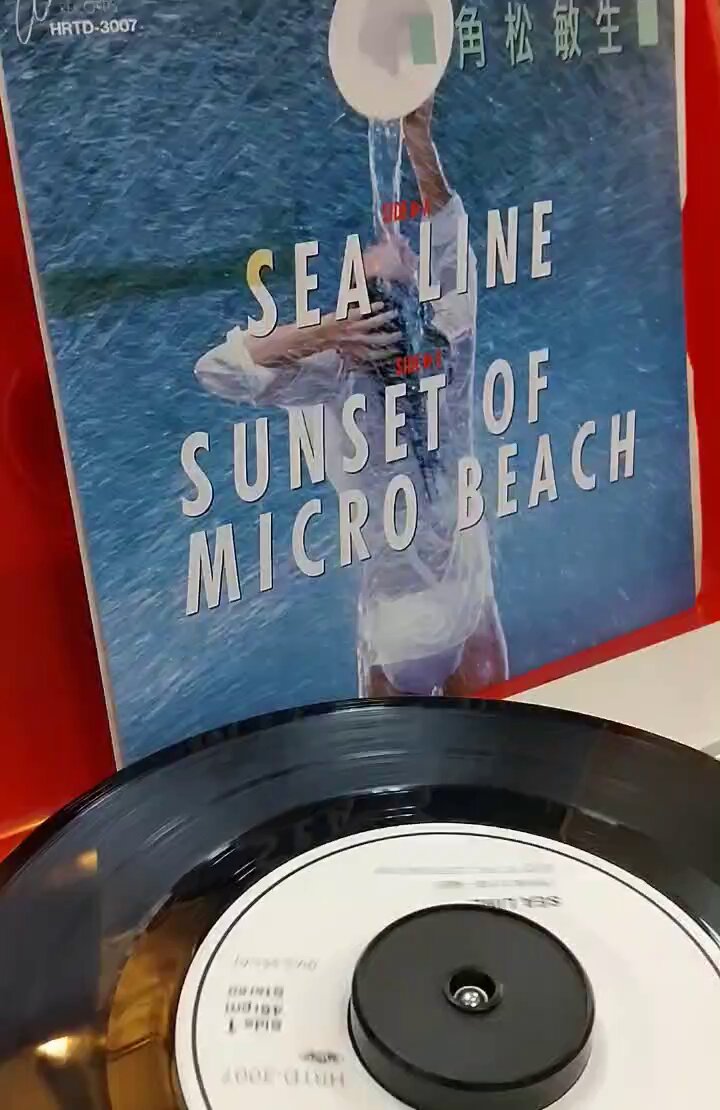 HRTD-3007
角松敏生
SIDE A
SEA LINE
SUNSET OF
MICRO BEACH
SEA LINE
Side 1
45rpm
Stereo
HRTD-3007